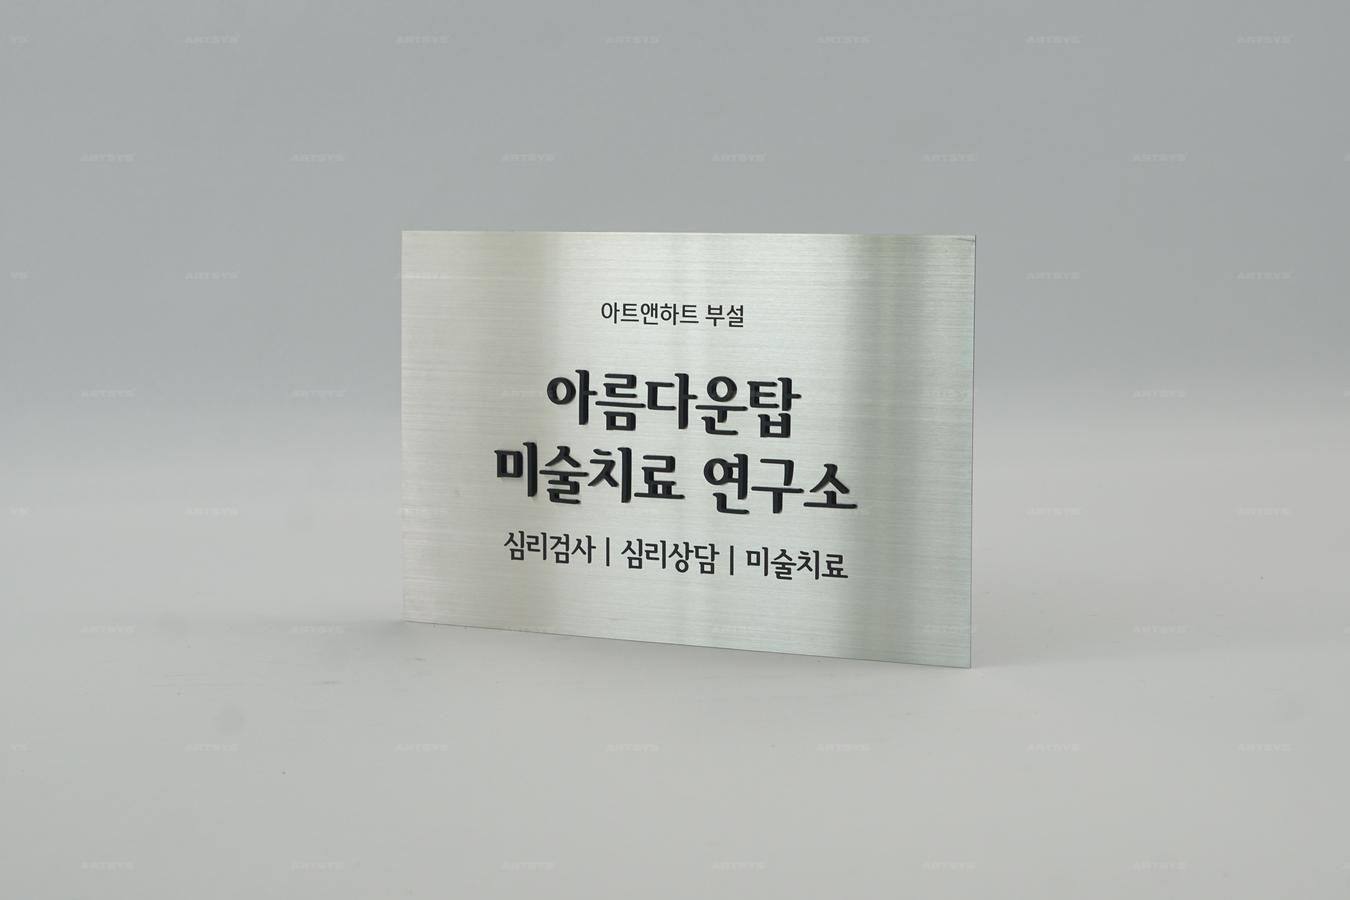 아트앤하트 부설
아름다운탑
미술치료 연구소
심리검사 | 심리상담 | 미술치료
ARTSYS